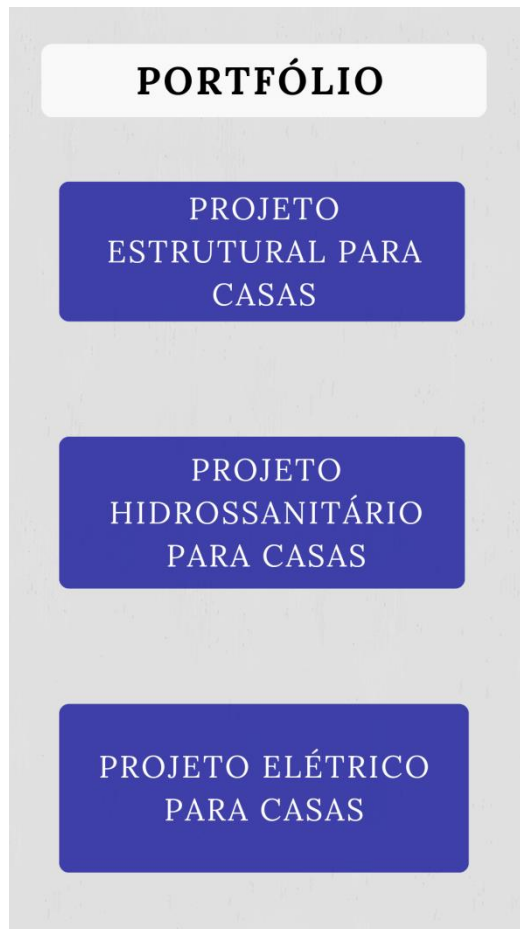 PORTFÓLIO
PROJETO
ESTRUTURAL PARA
CASAS
PROJETO
HIDROSSANITÁRIO
PARA CASAS
PROJETO ELÉTRICO
PARA CASAS